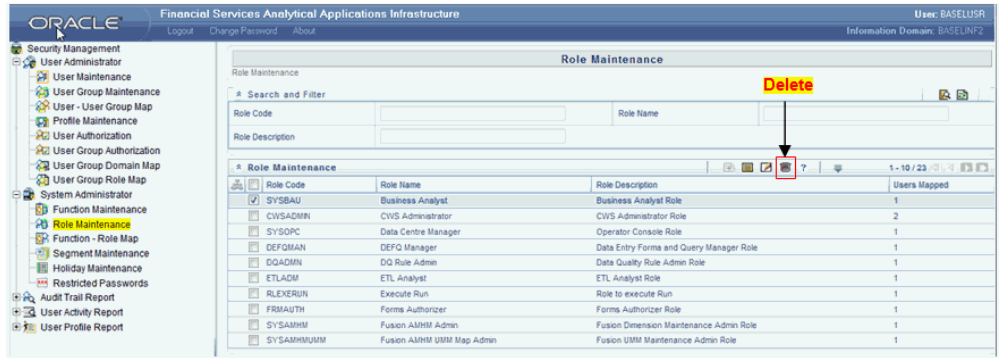 ORACLE Financial Services Analytical Applications Infrastructure User: BASELUSR
Logout Change Password About Information Domain: BASELINF2
Security Management
User Administrator
User Maintenance
User Group Maintenance
User - User Group Map
Profile Maintenance
User Authorization
User Group Authorization
User Group Domain Map
User Group Role Map
System Administrator
Function Maintenance
Role Maintenance
Function - Role Map
Segment Maintenance
Holiday Maintenance
Restricted Passwords
Audit Trail Report
User Activity Report
User Profile Report
Role Maintenance
Role Maintenance
Delete
Search and Filter
Role Code Role Name
Role Description
Role Maintenance ? 1 - 10 / 23
Role Code Role Name Role Description Users Mapped
SYSBAU Business Analyst Business Analyst Role 1
CWSADMIN CWS Administrator CWS Administrator Role 2
SYSOPC Data Centre Manager Operator Console Role 1
DEFQMAN DEFQ Manager Data Entry Forms and Query Manager Role 1
DQADMN DQ Rule Admin Data Quality Rule Admin Role 1
ETLADM ETL Analyst ETL Analyst Role 1
RLEXERUN Execute Run Role to execute Run 1
FRMAUTH Forms Authorizer Forms Authorizer Role 1
SYSAMHM Fusion AMHM Admin Fusion Dimension Maintenance Admin Role 1
SYSAMHMUMM Fusion AMHM UMM Map Admin Fusion UMM Maintenance Admin Role 1